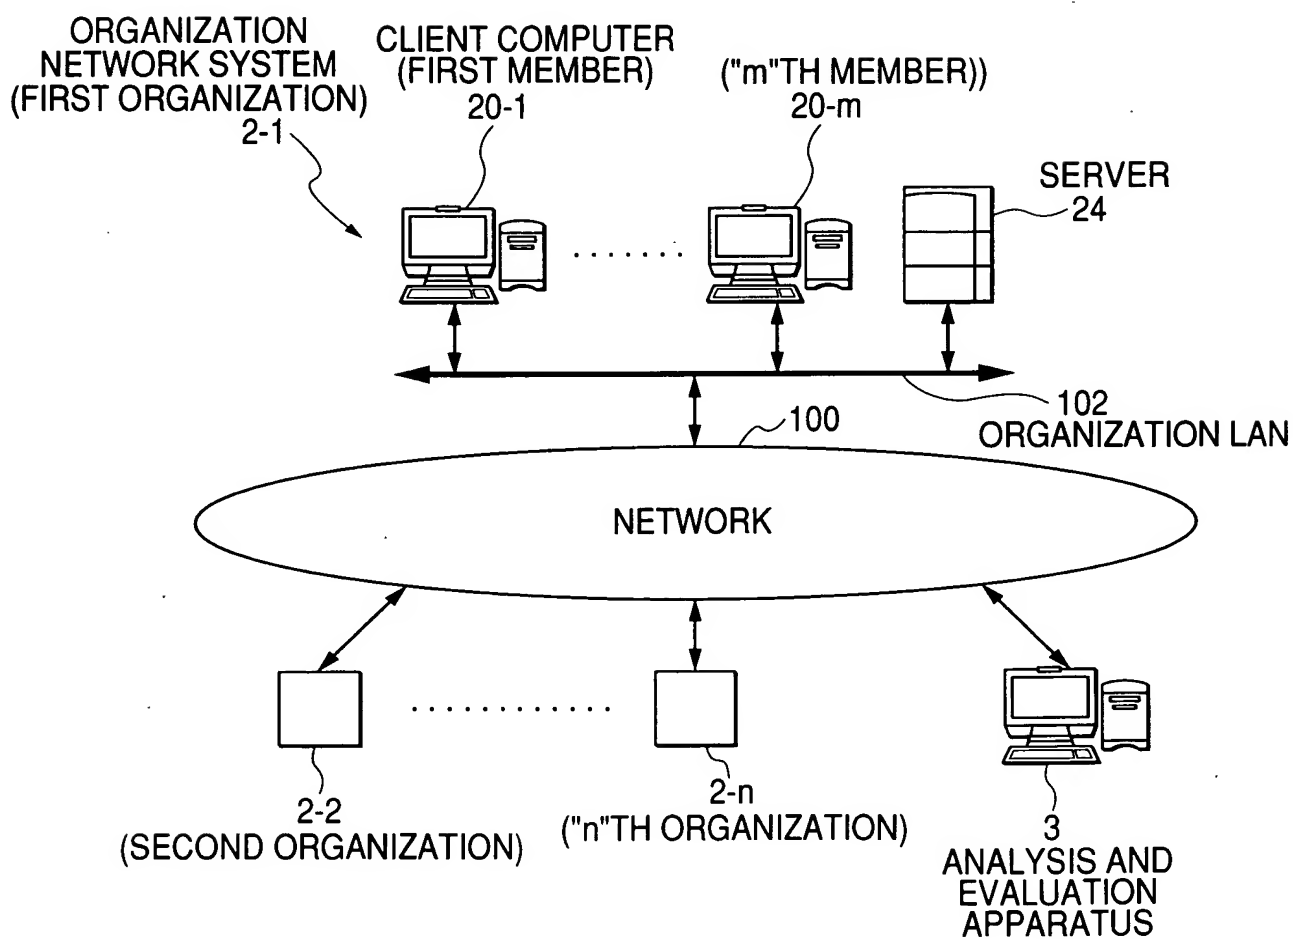 ORGANIZATION
NETWORK SYSTEM
(FIRST ORGANIZATION)
2-1
CLIENT COMPUTER
(FIRST MEMBER)
20-1
("m"TH MEMBER))
20-m
SERVER
24
102
ORGANIZATION LAN
100
NETWORK
2-2
(SECOND ORGANIZATION)
2-n
("n"TH ORGANIZATION)
3
ANALYSIS AND
EVALUATION
APPARATUS